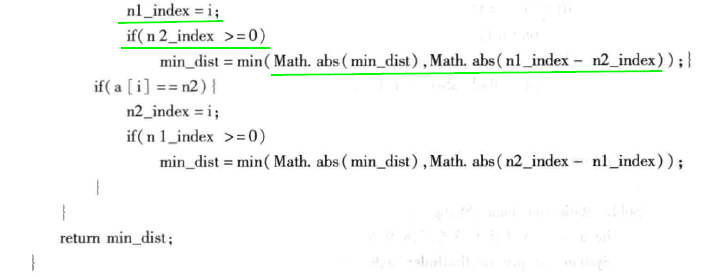 n1_index = i;
if( n 2_index >=0)
min_dist = min( Math. abs( min_dist) ,Math. abs( n1_index - n2_index) ) ; }
if( a [ i] == n2) {
n2_index = i;
if( n 1_index >=0)
min_dist = min( Math. abs( min_dist) ,Math. abs( n2_index - n1_index) ) ;
}
}
return min_dist;
}